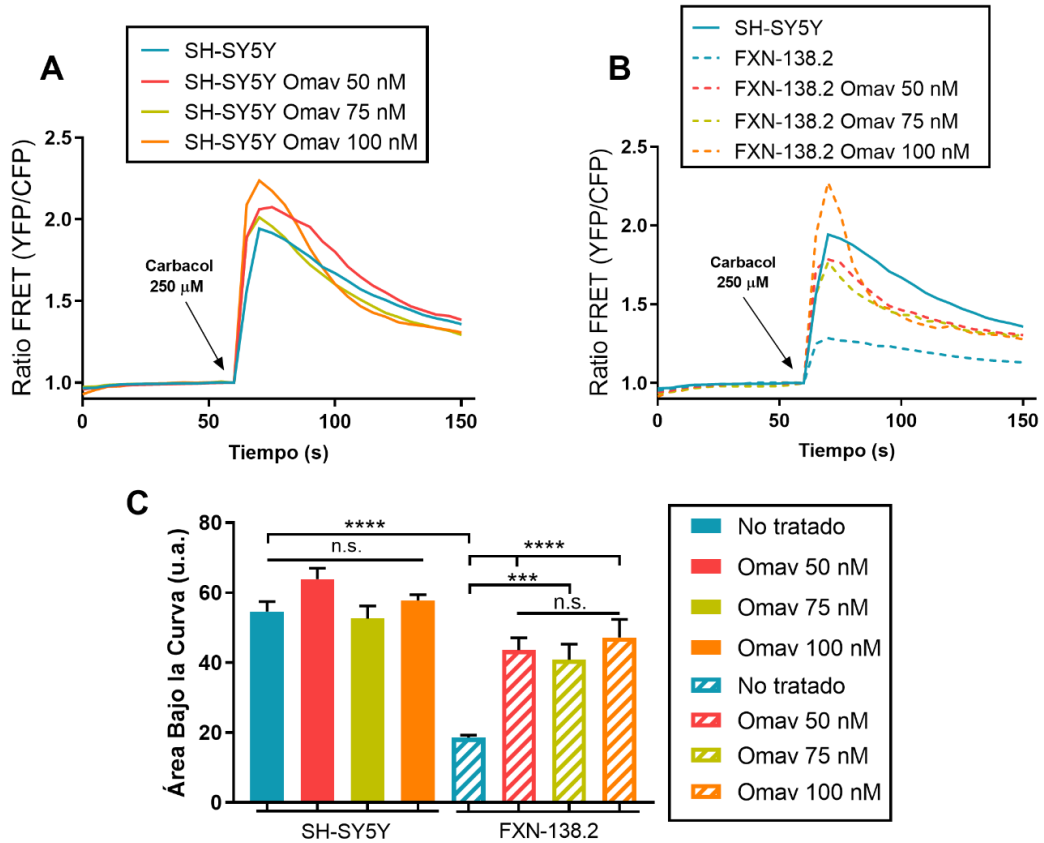 A
SH-SY5Y
SH-SY5Y Omav 50 nM
SH-SY5Y Omav 75 nM
SH-SY5Y Omav 100 nM
Ratio FRET (YFP/CFP)
2.5
2.0
1.5
1.0
Carbacol
250 µM
0
50
100
150
Tiempo (s)
B
SH-SY5Y
FXN-138.2
FXN-138.2 Omav 50 nM
FXN-138.2 Omav 75 nM
FXN-138.2 Omav 100 nM
Ratio FRET (YFP/CFP)
2.5
2.0
1.5
1.0
Carbacol
250 µM
0
50
100
150
Tiempo (s)
C
Área Bajo la Curva (u.a.)
80
60
40
20
0
****
n.s.
****
***
n.s.
SH-SY5Y
FXN-138.2
No tratado
Omav 50 nM
Omav 75 nM
Omav 100 nM
No tratado
Omav 50 nM
Omav 75 nM
Omav 100 nM